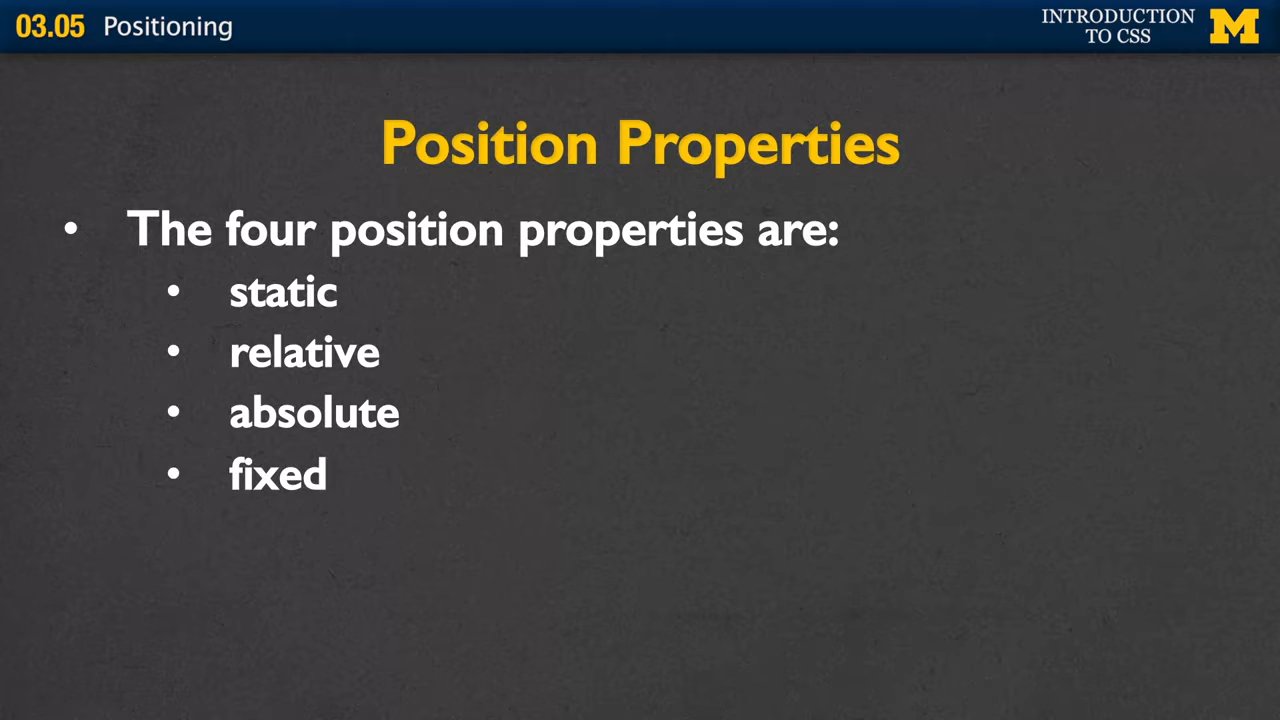 03.05 Positioning
INTRODUCTION
TO CSS
M
Position Properties
• The four position properties are:
• static
• relative
• absolute
• fixed